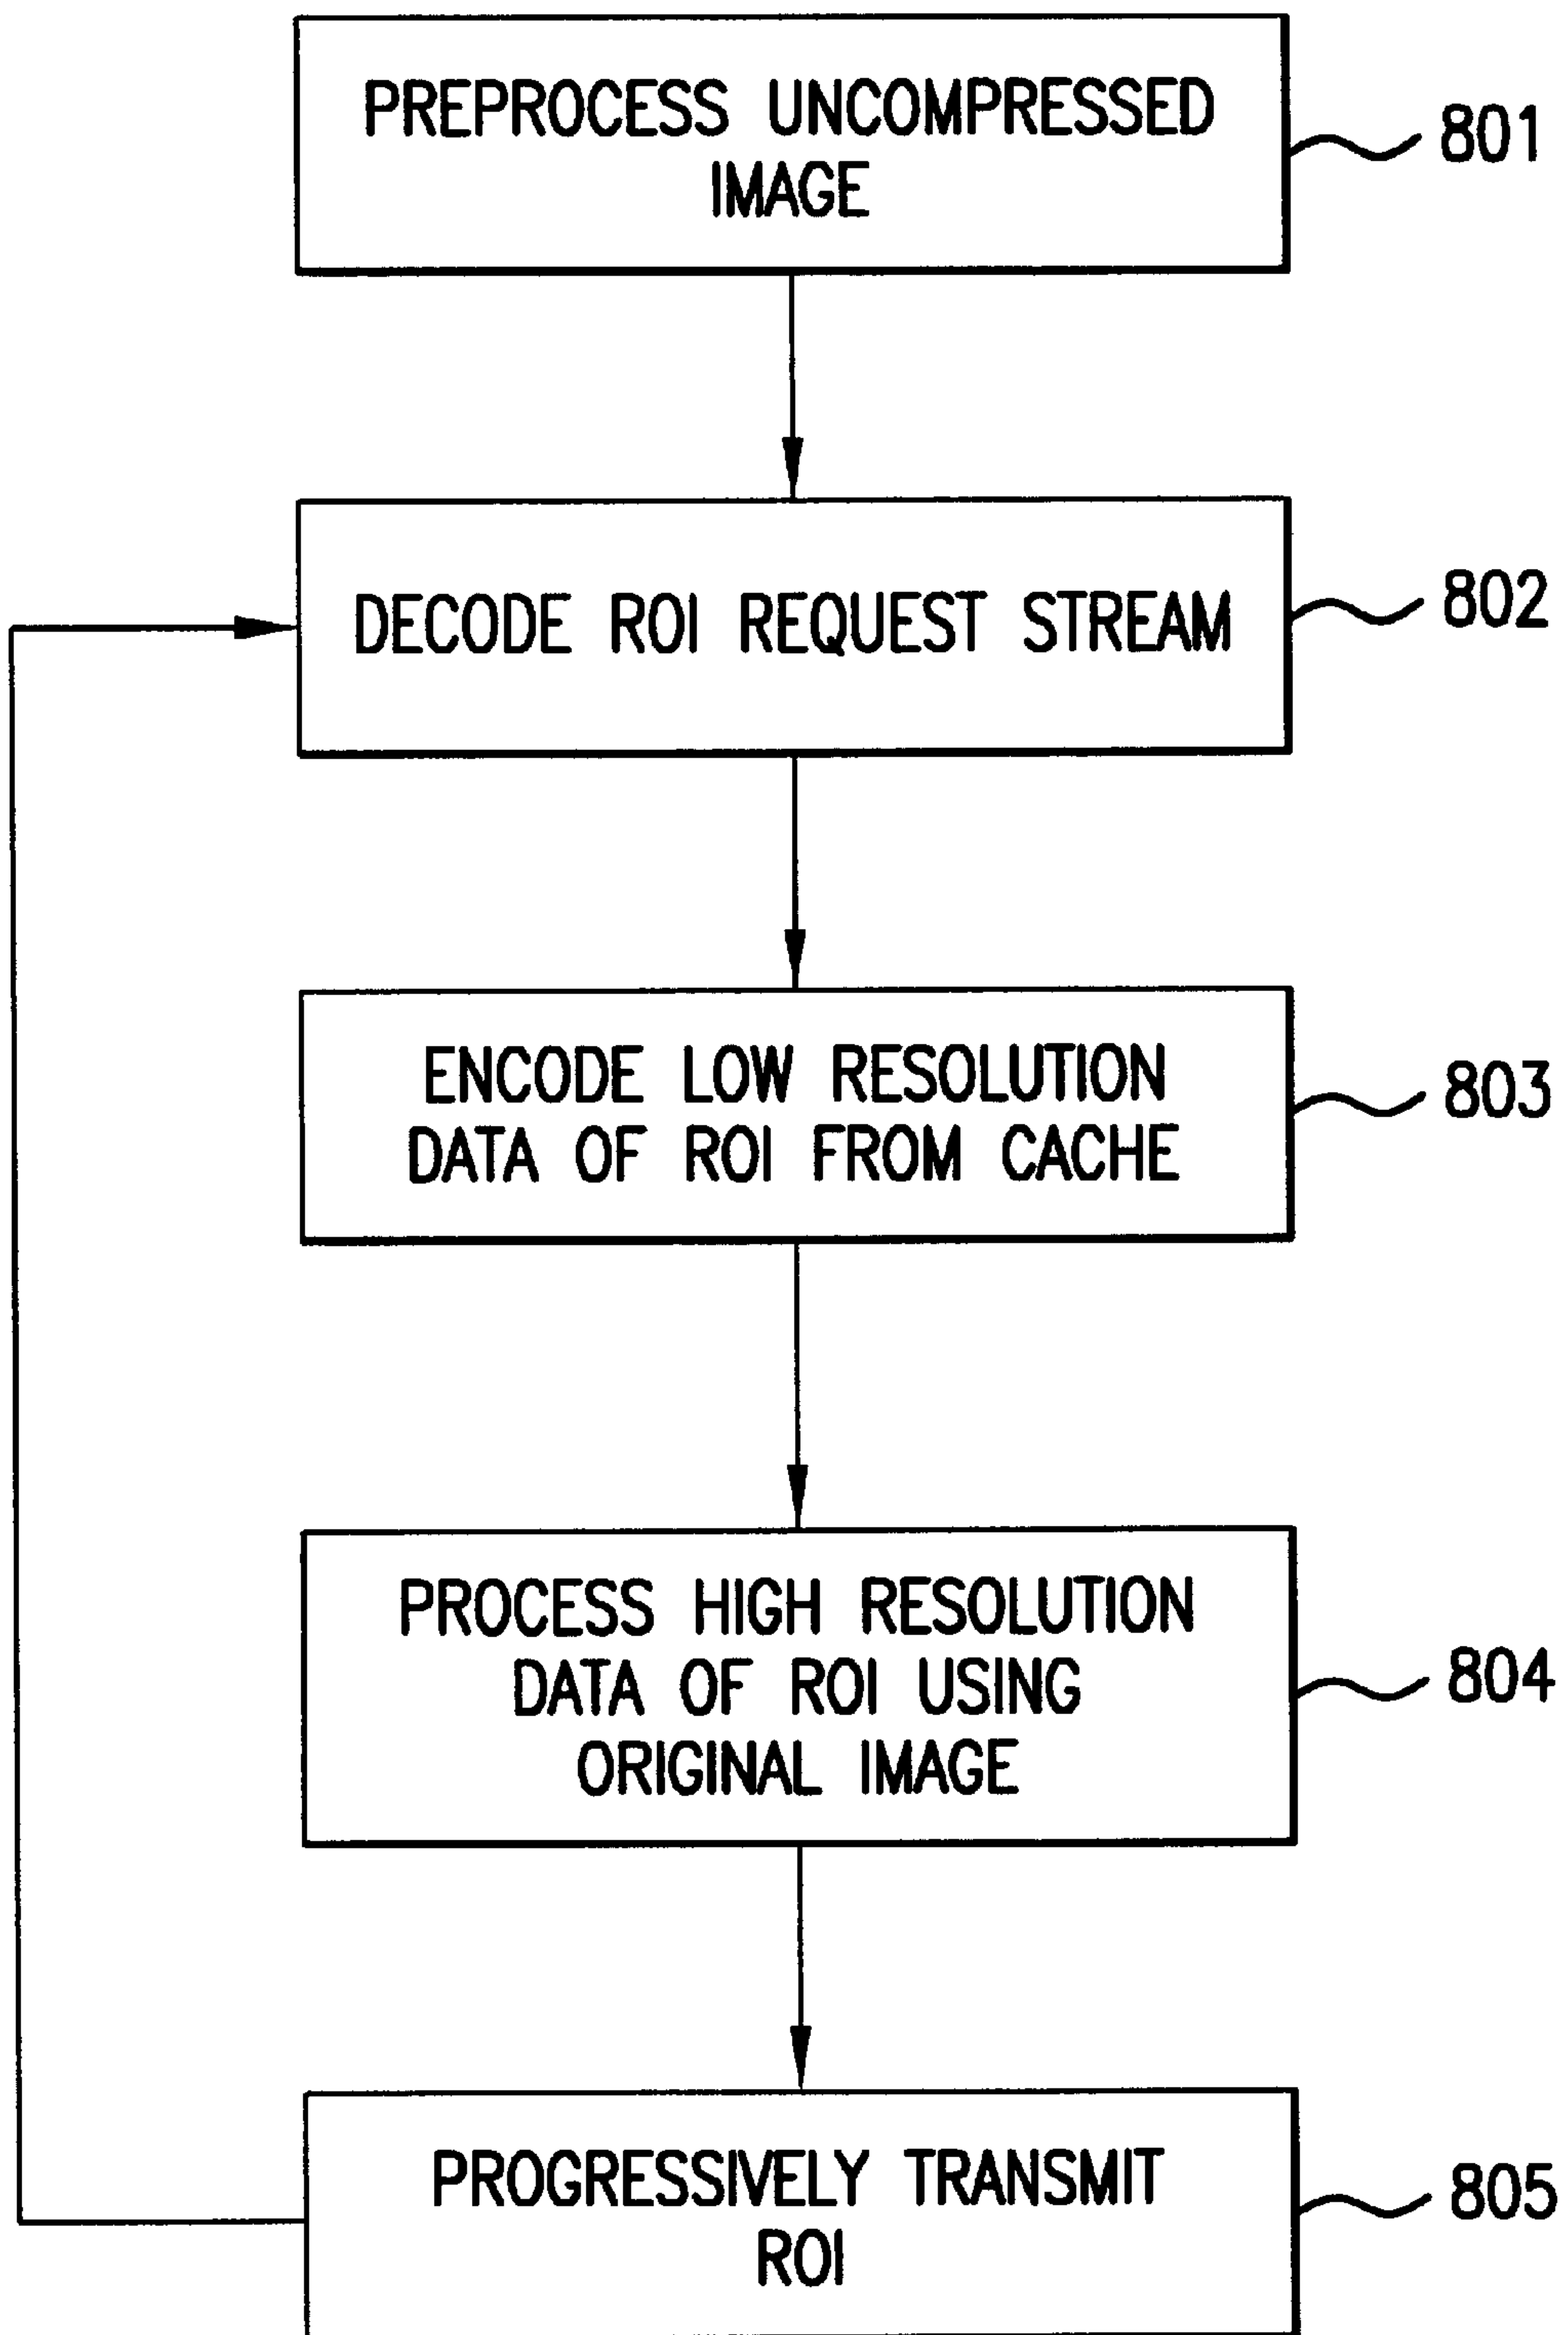 PREPROCESS UNCOMPRESSED
IMAGE
801
DECODE ROI REQUEST STREAM
802
ENCODE LOW RESOLUTION
DATA OF ROI FROM CACHE
803
PROCESS HIGH RESOLUTION
DATA OF ROI USING
ORIGINAL IMAGE
804
PROGRESSIVELY TRANSMIT
ROI
805